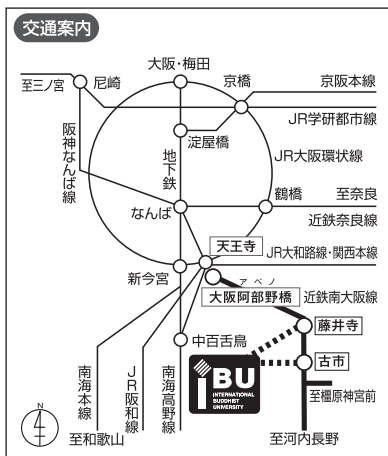 交通案内
大阪・梅田
京橋
至三ノ宮
尼崎
京阪本線
JR学研都市線
淀屋橋
阪神なんば線
地下鉄
JR大阪環状線
鶴橋
至奈良
なんば
近鉄奈良線
天王寺
JR大和路線・関西本線
新今宮
アベノ
大阪阿部野橋
近鉄南大阪線
藤井寺
中百舌鳥
古市
IBU
INTERNATIONAL
BUDDHIST
UNIVERSITY
南海本線
JR阪和線
南海高野線
至橿原神宮前
N
至和歌山
至河内長野